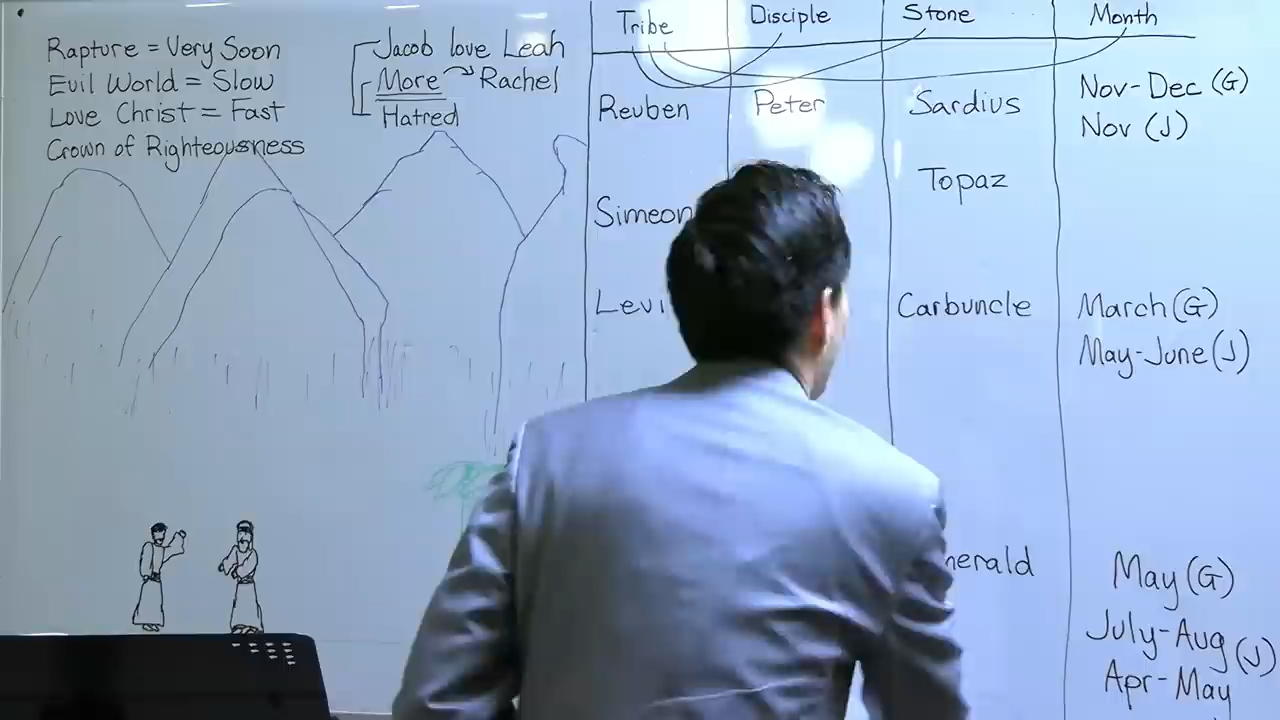 Rapture = Very Soon
Evil World = Slow
Love Christ = Fast
Crown of Righteousness
Jacob love Leah
More Rachel
Hatred
Tribe Disciple Stone Month
Reuben Peter Sardius Nov-Dec (G)
Nov (J)
Topaz
Simeon
Levi Carbuncle March (G)
May-June (J)
May (G)
July-Aug (J)
Apr-May